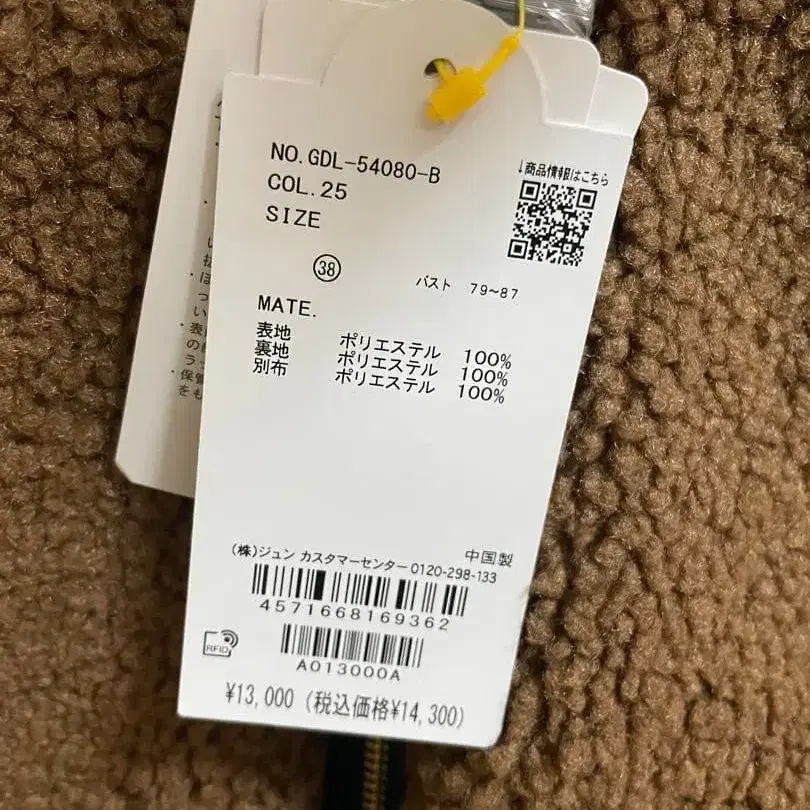 NO.GDL-54080-B
COL.25
SIZE
↓商品情報はこちら
㊳
バスト 79~87
MATE.
表地 ポリエステル 100%
裏地 ポリエステル 100%
別布 ポリエステル 100%
中国製
(株)ジュン カスタマーセンター 0120-298-133
4571668169362
RFID
A013000A
¥13,000 (税込価格¥14,300)